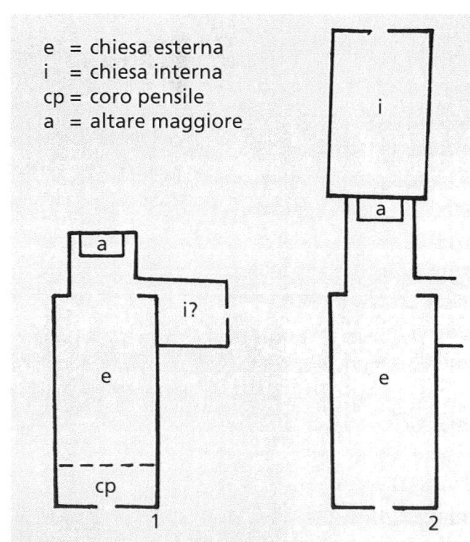 e = chiesa esterna
i = chiesa interna
cp = coro pensile
a = altare maggiore
i
a
a
i?
e
e
cp
1
2